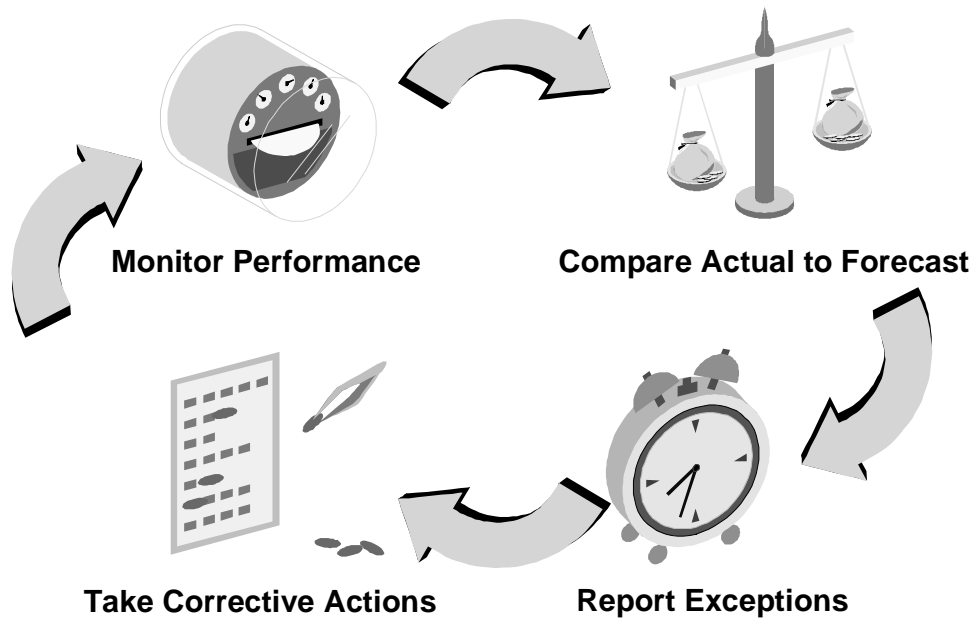 Monitor Performance
Compare Actual to Forecast
Take Corrective Actions
Report Exceptions